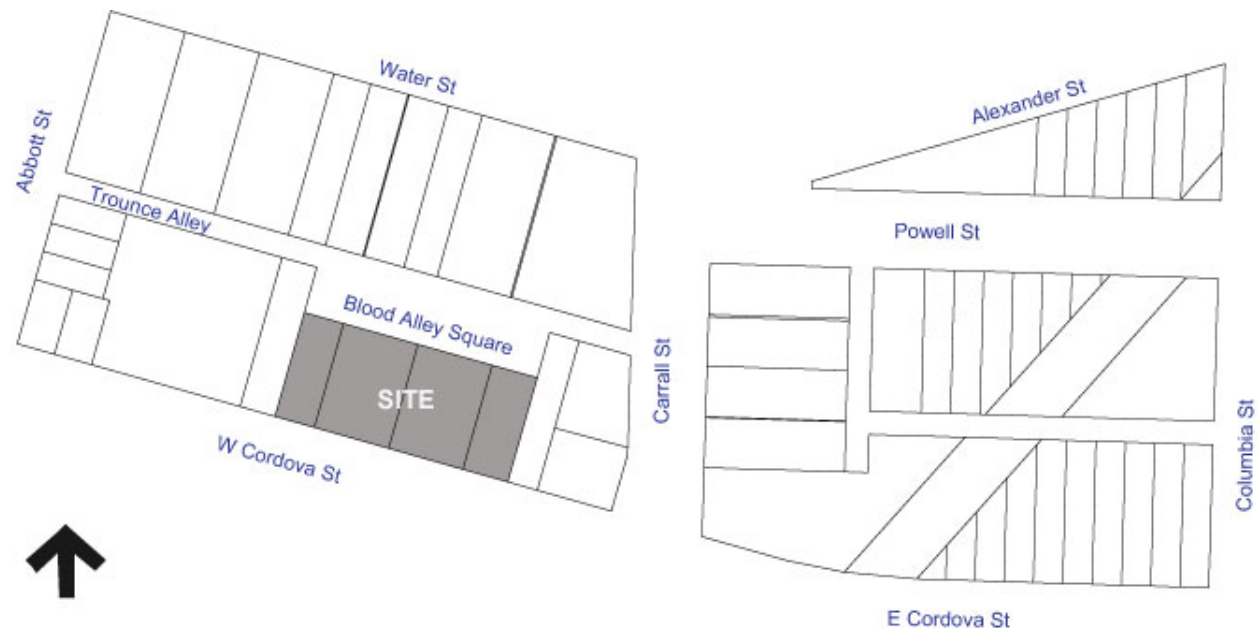 Water St
Alexander St
Abbott St
Trounce Alley
Powell St
Blood Alley Square
Carrall St
SITE
Columbia St
W Cordova St
E Cordova St